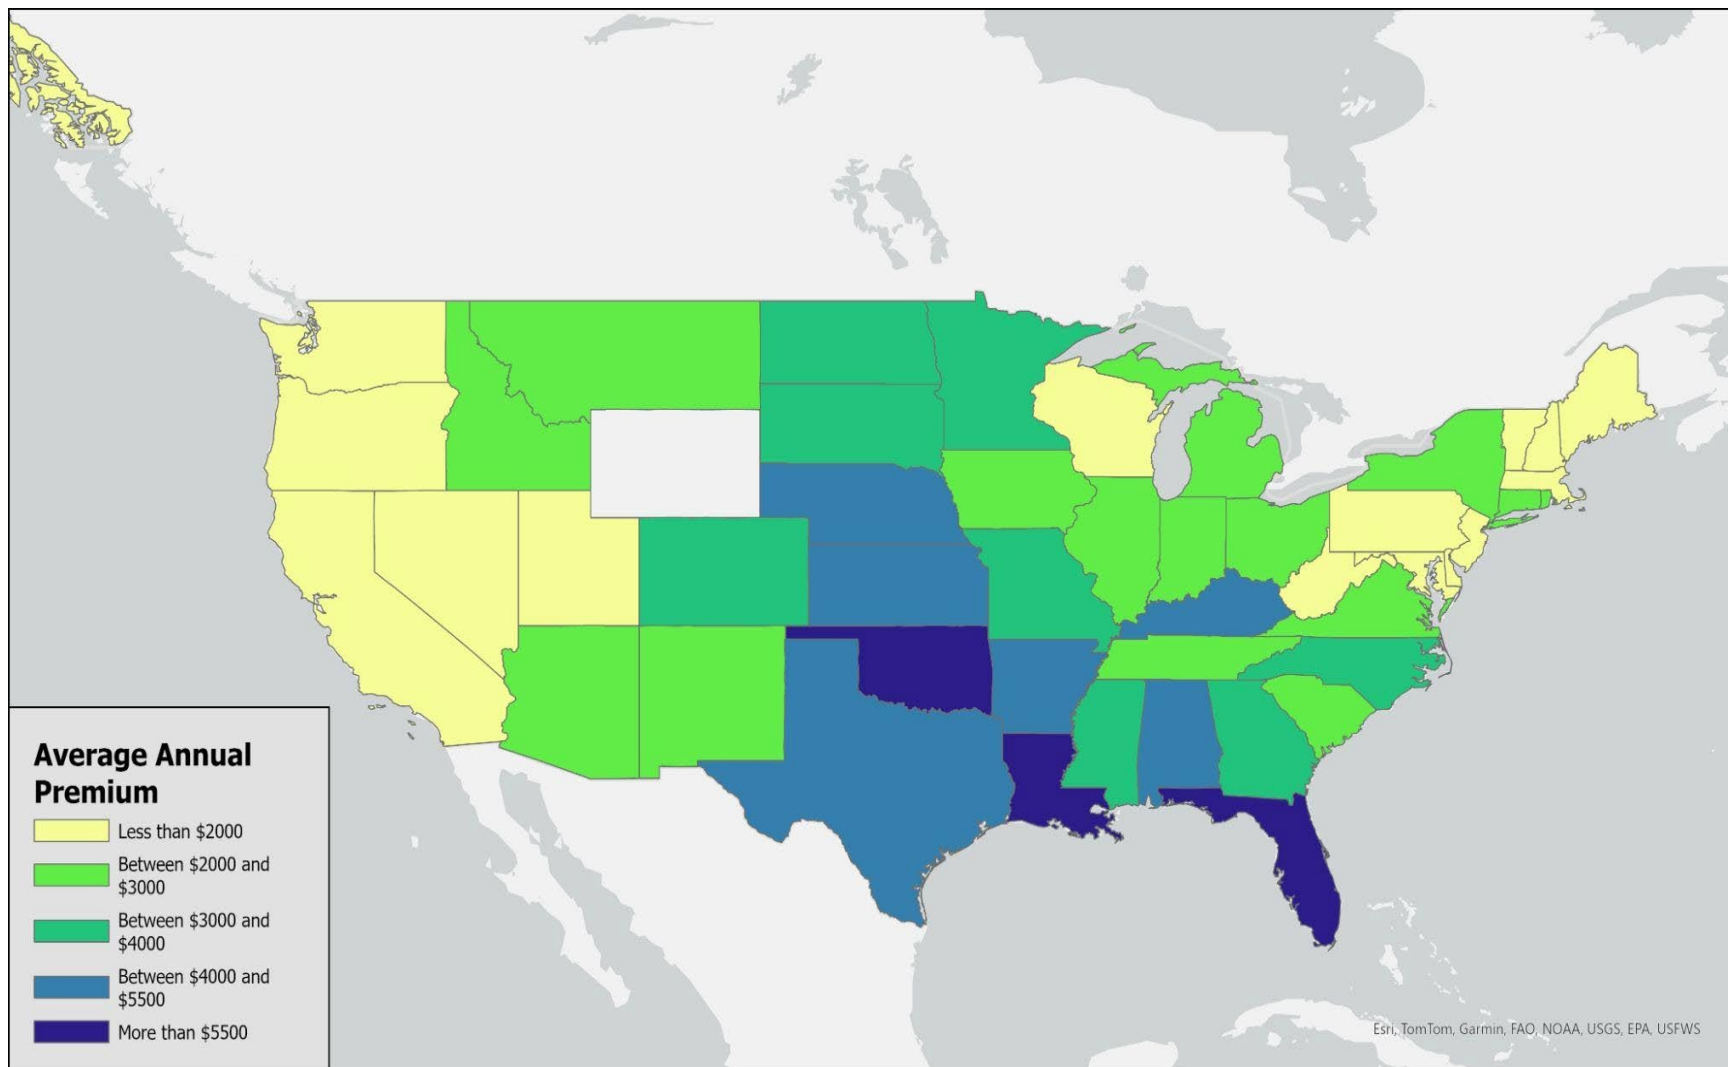 Average Annual
Premium
Less than $2000
Between $2000 and
$3000
Between $3000 and
$4000
Between $4000 and
$5500
More than $5500
Esri, TomTom, Garmin, FAO, NOAA, USGS, EPA, USFWS